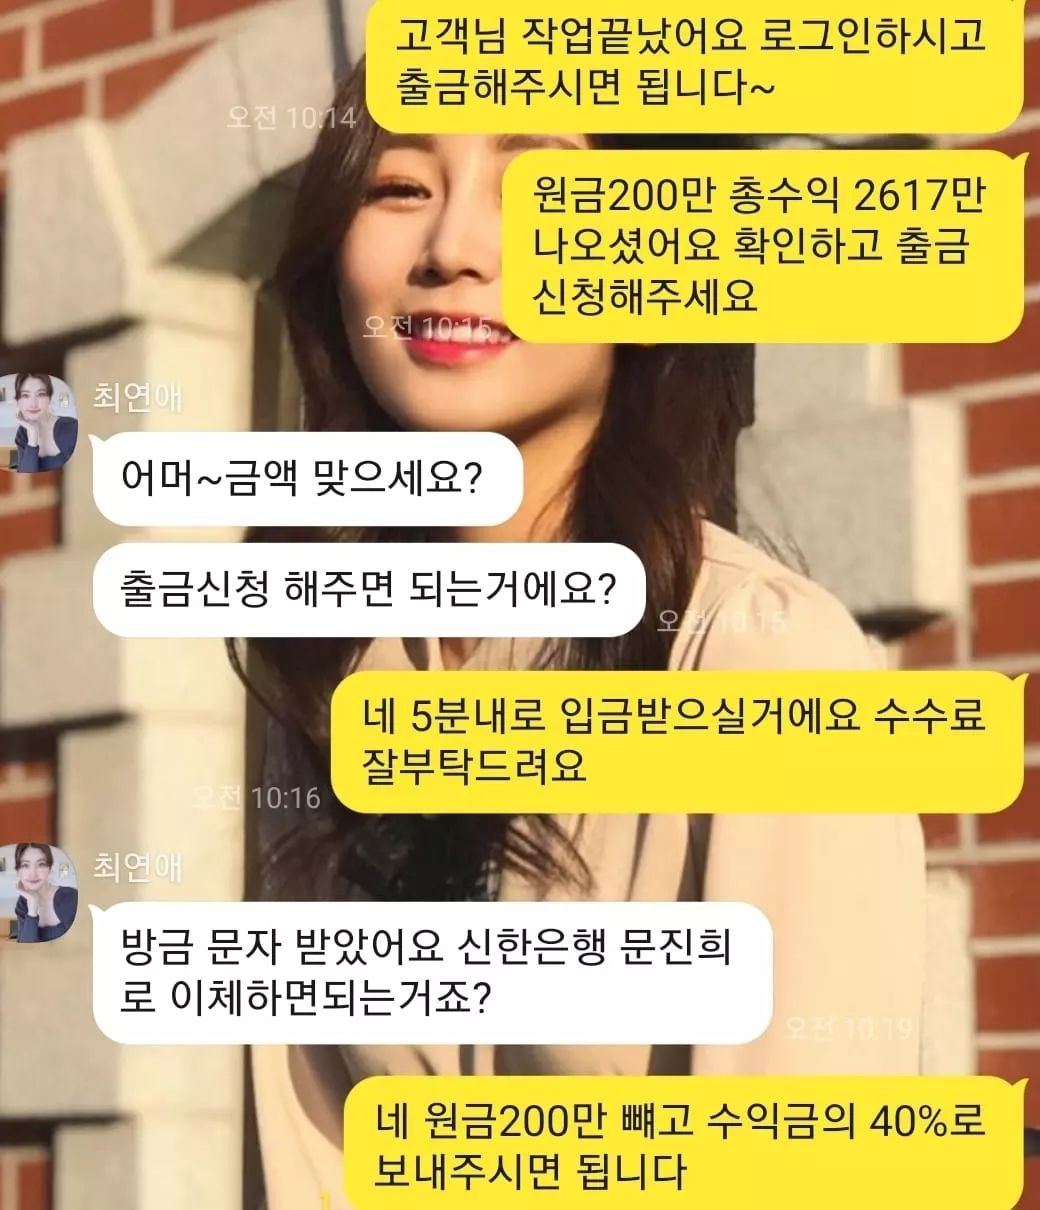 고객님 작업끝났어요 로그인하시고
출금해주시면 됩니다~
오전 10:14
원금200만 총수익 2617만
나오셨어요 확인하고 출금
신청해주세요
오전 10:15
최연애
어머~금액 맞으세요?
출금신청 해주면 되는거에요?
오전 10:15
네 5분내로 입금받으실거에요 수수료
잘부탁드려요
오전 10:16
최연애
방금 문자 받았어요 신한은행 문진희
로 이체하면되는거죠?
오전 10:19
네 원금200만 뺴고 수익금의 40%로
보내주시면 됩니다
1